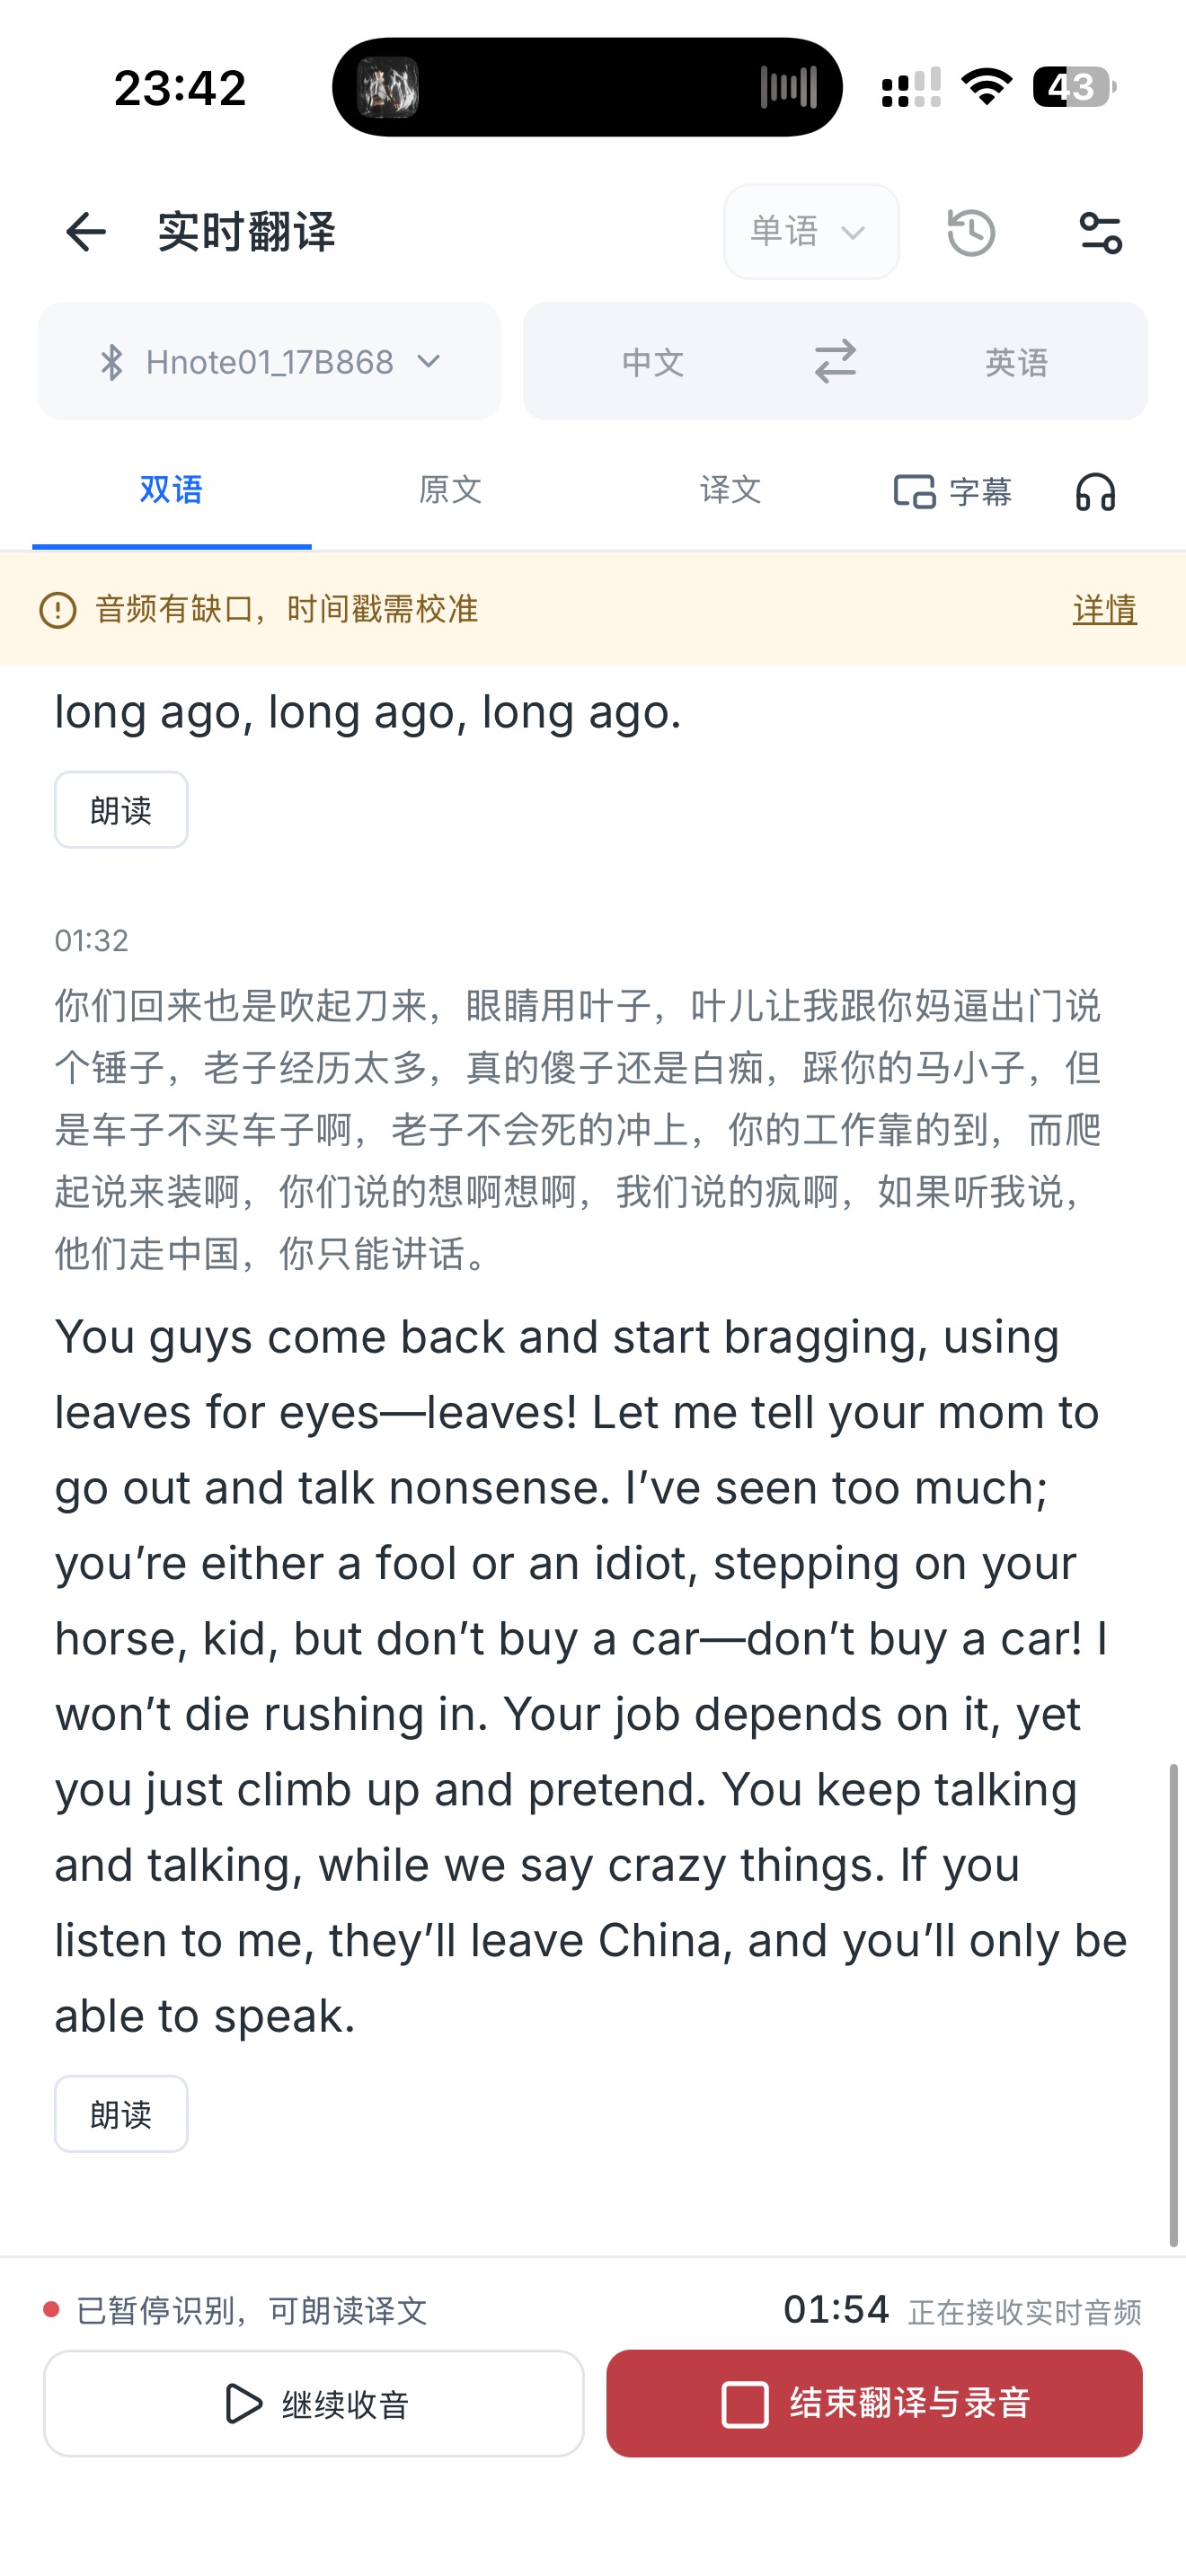 23:42
43
实时翻译
单语
Hnote01_17B868
中文
英语
双语
原文
译文
字幕
音频有缺口，时间戳需校准
详情
long ago, long ago, long ago.
朗读
01:32
你们回来也是吹起刀来，眼睛用叶子，叶儿让我跟你妈逼出门说
个锤子，老子经历太多，真的傻子还是白痴，踩你的马小子，但
是车子不买车子啊，老子不会死的冲上，你的工作靠的到，而爬
起说来装啊，你们说的想啊想啊，我们说的疯啊，如果听我说，
他们走中国，你只能讲话。
You guys come back and start bragging, using
leaves for eyes—leaves! Let me tell your mom to
go out and talk nonsense. I’ve seen too much;
you’re either a fool or an idiot, stepping on your
horse, kid, but don’t buy a car—don’t buy a car! I
won’t die rushing in. Your job depends on it, yet
you just climb up and pretend. You keep talking
and talking, while we say crazy things. If you
listen to me, they’ll leave China, and you’ll only be
able to speak.
朗读
已暂停识别，可朗读译文
01:54 正在接收实时音频
继续收音
结束翻译与录音